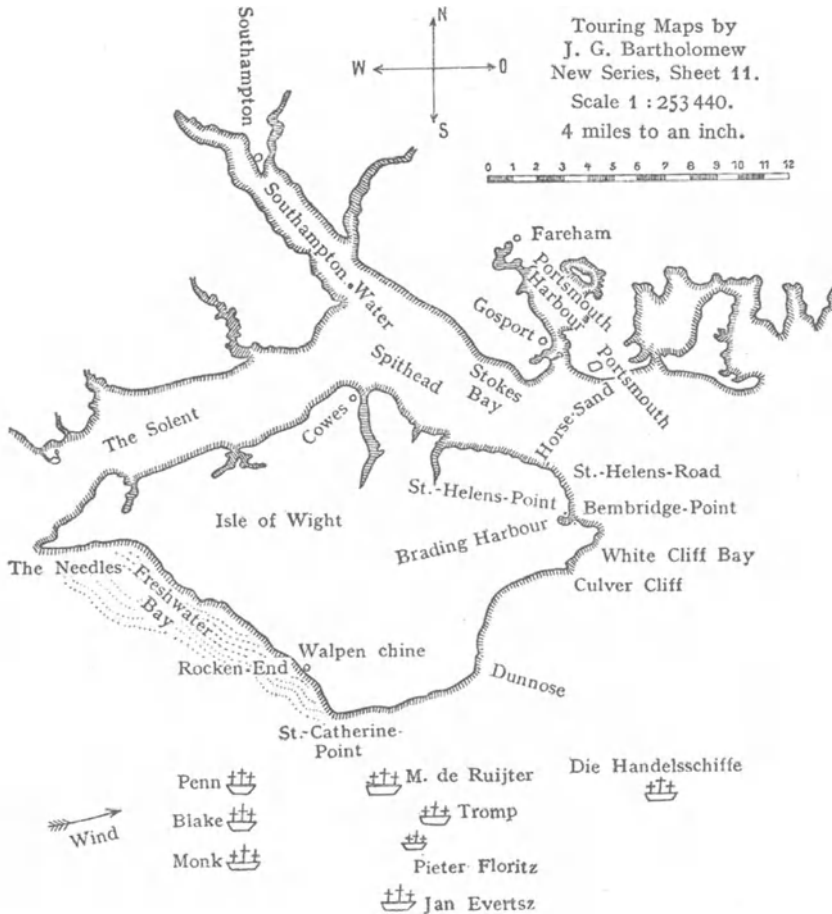 Touring Maps by
J. G. Bartholomew
New Series, Sheet 11.
Scale 1 : 253 440.
4 miles to an inch.
0 1 2 3 4 5 6 7 8 9 10 11 12
N
W O
S
Southampton
Southampton Water
Fareham
Portsmouth
Harbour
Gosport
Portsmouth
Spithead
Stokes
Bay
Horse-Sand
The Solent
Cowes
St.-Helens-Road
St.-Helens-Point
Bembridge-Point
Isle of Wight
Brading Harbour
White Cliff Bay
The Needles
Freshwater
Bay
Culver Cliff
Walpen chine
Rocken-End
Dunnose
St.-Catherine-
Point
Die Handelsschiffe
Penn
M. de Ruijter
Blake
Tromp
Wind
Monk
Pieter Floritz
Jan Evertsz